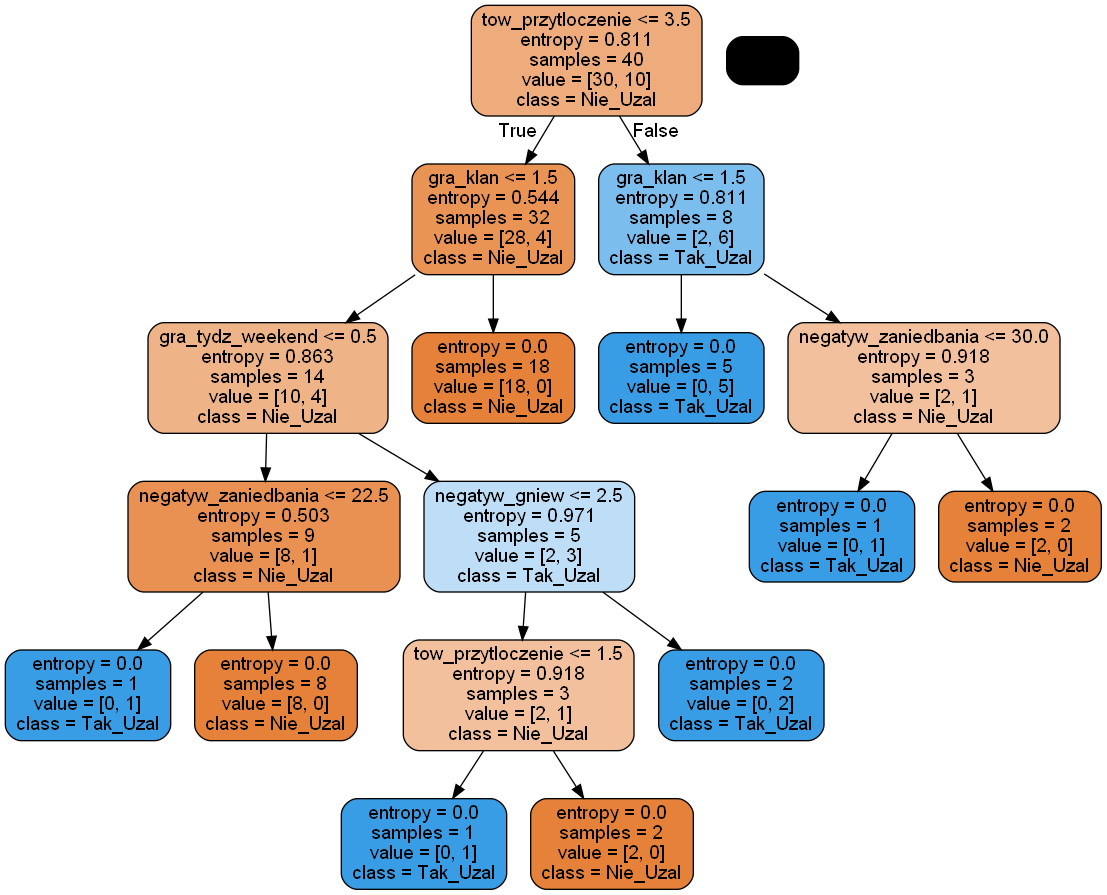 tow_przytloczenie <= 3.5
entropy = 0.811
samples = 40
value = [30, 10]
class = Nie_Uzal
True
False
gra_klan <= 1.5
entropy = 0.544
samples = 32
value = [28, 4]
class = Nie_Uzal
gra_klan <= 1.5
entropy = 0.811
samples = 8
value = [2, 6]
class = Tak_Uzal
gra_tydz_weekend <= 0.5
entropy = 0.863
samples = 14
value = [10, 4]
class = Nie_Uzal
entropy = 0.0
samples = 18
value = [18, 0]
class = Nie_Uzal
entropy = 0.0
samples = 5
value = [0, 5]
class = Tak_Uzal
negatyw_zaniedbania <= 30.0
entropy = 0.918
samples = 3
value = [2, 1]
class = Nie_Uzal
negatyw_zaniedbania <= 22.5
entropy = 0.503
samples = 9
value = [8, 1]
class = Nie_Uzal
negatyw_gniew <= 2.5
entropy = 0.971
samples = 5
value = [2, 3]
class = Tak_Uzal
entropy = 0.0
samples = 1
value = [0, 1]
class = Tak_Uzal
entropy = 0.0
samples = 2
value = [2, 0]
class = Nie_Uzal
entropy = 0.0
samples = 1
value = [0, 1]
class = Tak_Uzal
entropy = 0.0
samples = 8
value = [8, 0]
class = Nie_Uzal
tow_przytloczenie <= 1.5
entropy = 0.918
samples = 3
value = [2, 1]
class = Nie_Uzal
entropy = 0.0
samples = 2
value = [0, 2]
class = Tak_Uzal
entropy = 0.0
samples = 1
value = [0, 1]
class = Tak_Uzal
entropy = 0.0
samples = 2
value = [2, 0]
class = Nie_Uzal